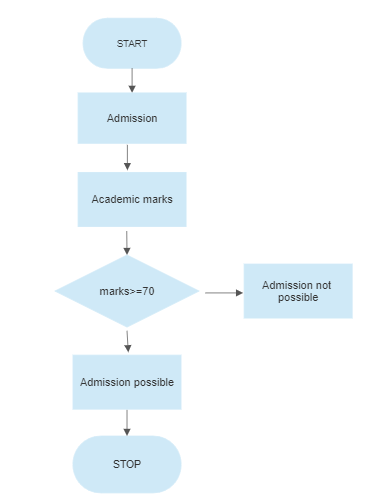 START
Admission
Academic marks
marks>=70
Admission not
possible
Admission possible
STOP